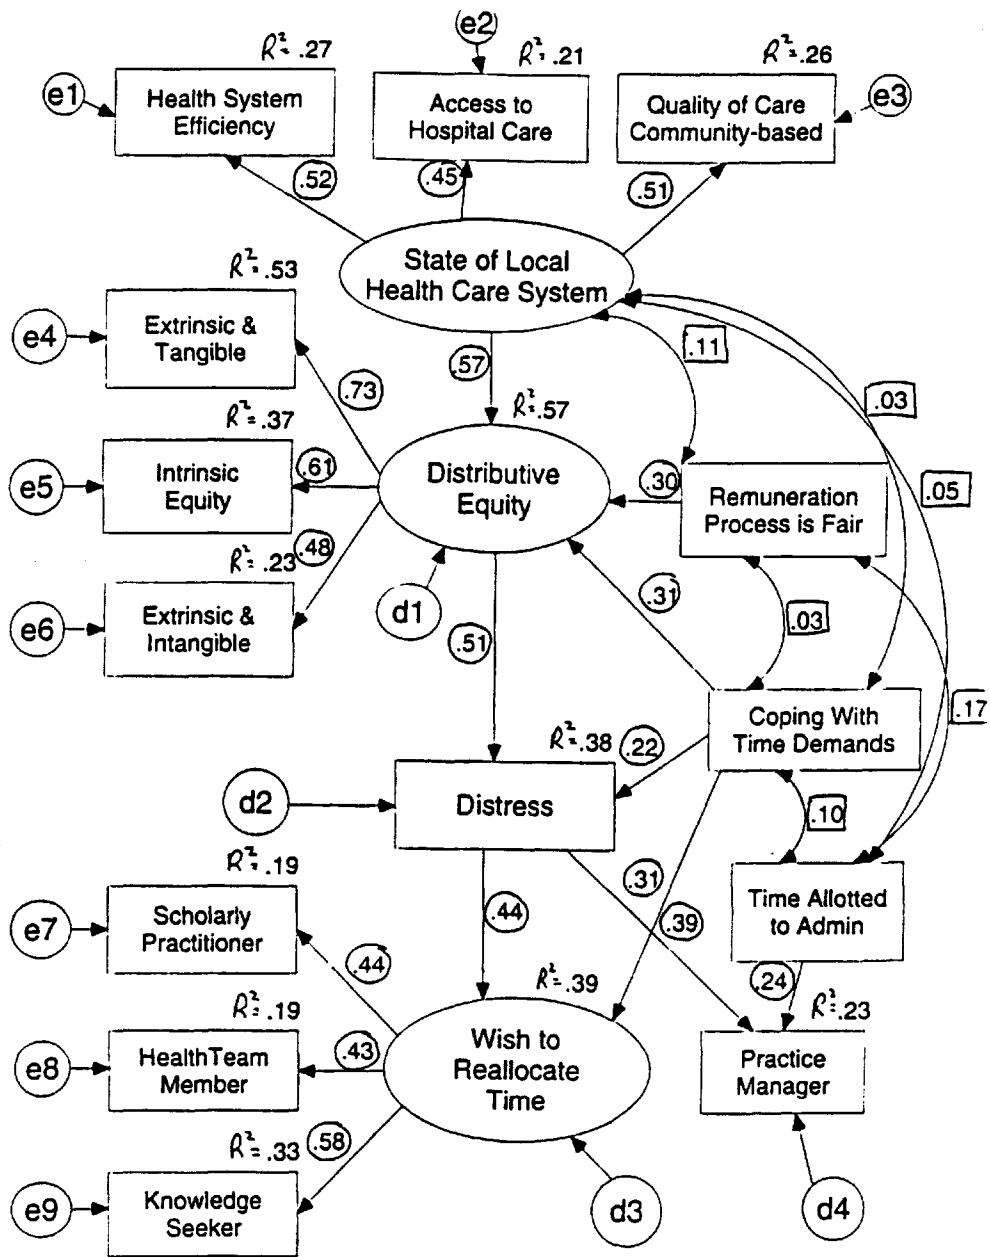 e2
R²= .27
R²= .21
R²= .26
e1
Health System
Efficiency
Access to
Hospital Care
Quality of Care
Community-based
e3
.52
.45
.51
State of Local
Health Care System
R²= .53
e4
Extrinsic &
Tangible
.73
.57
.11
.03
R²= .57
R²= .37
e5
Intrinsic
Equity
.61
Distributive
Equity
.30
Remuneration
Process is Fair
.05
R²= .23
.48
e6
Extrinsic &
Intangible
d1
.31
.03
.51
.17
R²= .38
.22
Coping With
Time Demands
d2
Distress
.10
R²= .19
e7
Scholarly
Practitioner
.44
.44
.31
.39
Time Allotted
to Admin
.24
R²= .39
R²= .23
R²= .19
e8
HealthTeam
Member
.43
Wish to
Reallocate
Time
Practice
Manager
R²= .33
.58
e9
Knowledge
Seeker
d3
d4